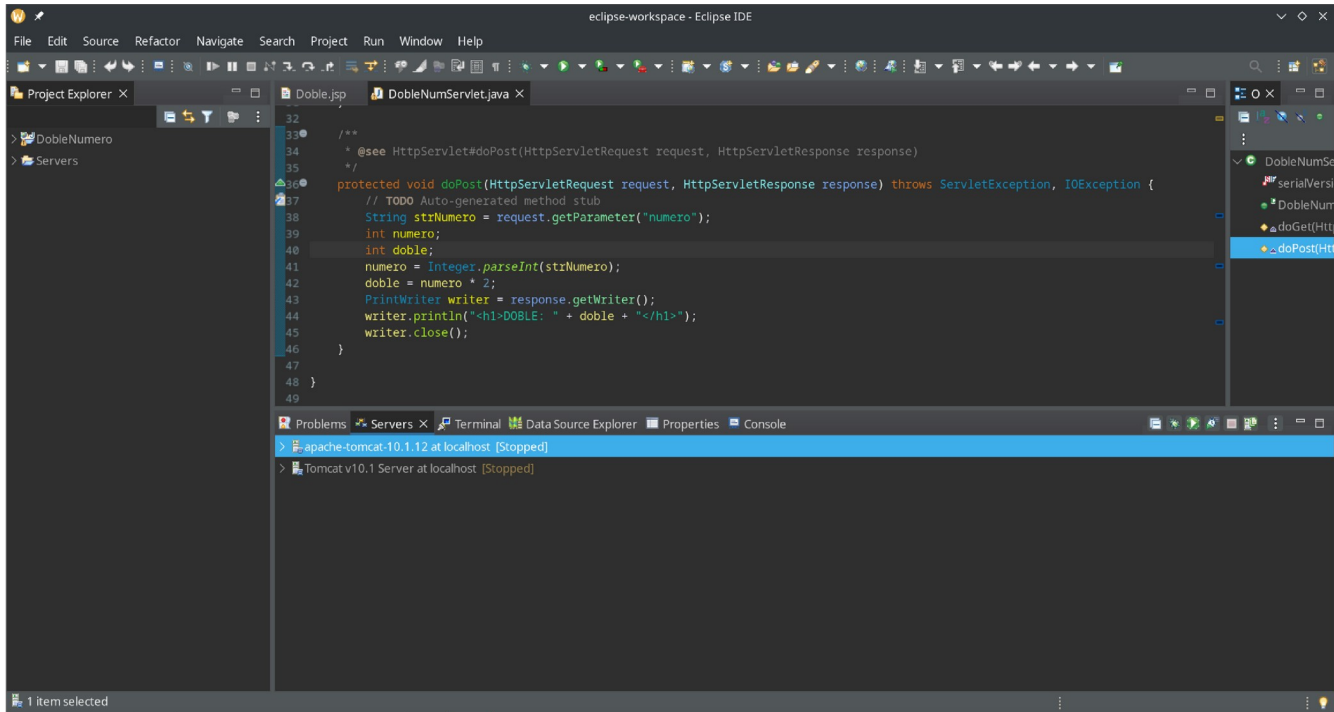 eclipse-workspace - Eclipse IDE
File Edit Source Refactor Navigate Search Project Run Window Help
Project Explorer
DobleNumero
Servers
Doble.jsp DobleNumServlet.java
32
33 /**
34 * @see HttpServlet#doPost(HttpServletRequest request, HttpServletResponse response)
35 */
36 protected void doPost(HttpServletRequest request, HttpServletResponse response) throws ServletException, IOException {
37 // TODO Auto-generated method stub
38 String strNumero = request.getParameter("numero");
39 int numero;
40 int doble;
41 numero = Integer.parseInt(strNumero);
42 doble = numero * 2;
43 PrintWriter writer = response.getWriter();
44 writer.println("<h1>DOBLE: " + doble + "</h1>");
45 writer.close();
46 }
47
48 }
49
O
DobleNumSe
serialVersi
DobleNum
doGet(Htt
doPost(Htt
Problems Servers Terminal Data Source Explorer Properties Console
apache-tomcat-10.1.12 at localhost [Stopped]
Tomcat v10.1 Server at localhost [Stopped]
1 item selected